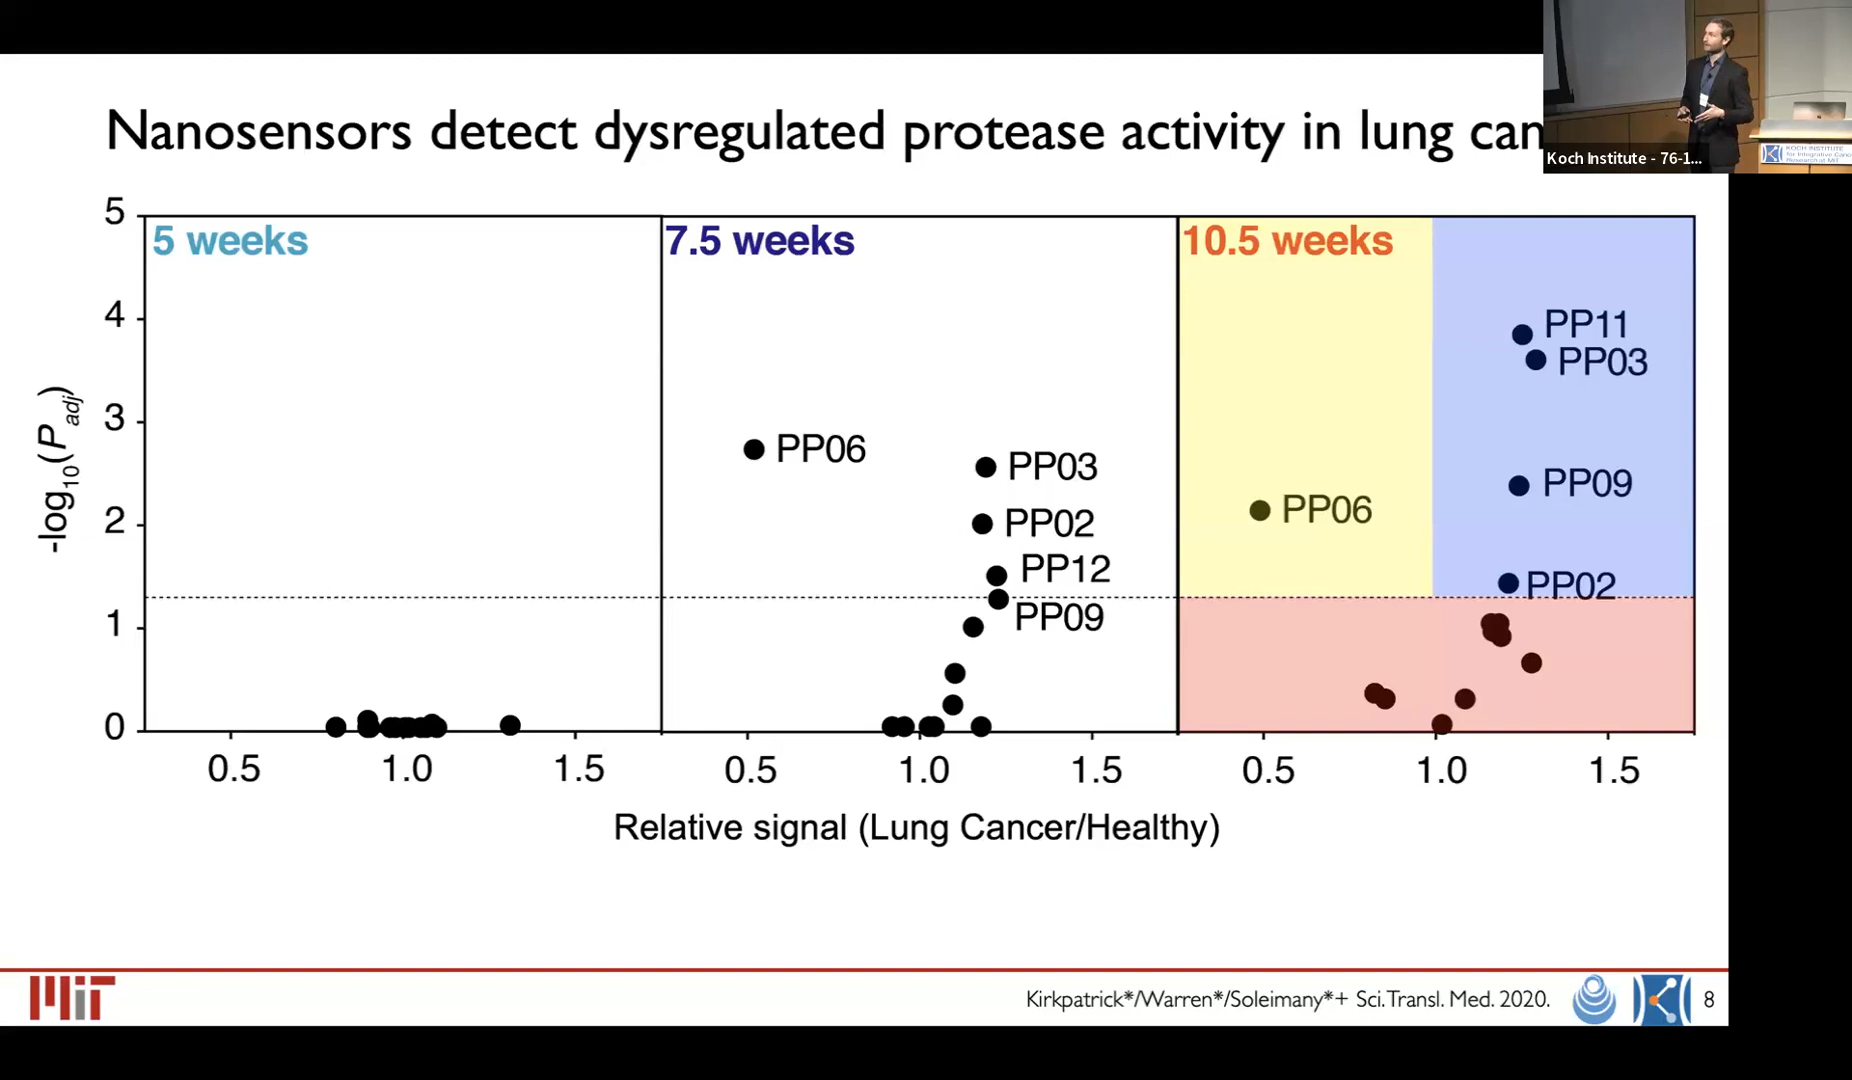 Nanosensors detect dysregulated protease activity in lung can
Koch Institute - 76-1...
KOCH INSTITUTE
5 weeks
7.5 weeks
10.5 weeks
5
4
3
2
1
0
-log10(Padj)
PP06
PP03
PP02
PP12
PP09
PP11
PP03
PP09
PP06
PP02
0.5 1.0 1.5 0.5 1.0 1.5 0.5 1.0 1.5
Relative signal (Lung Cancer/Healthy)
MIT
Kirkpatrick*/Warren*/Soleimany*+ Sci. Transl. Med. 2020.
8